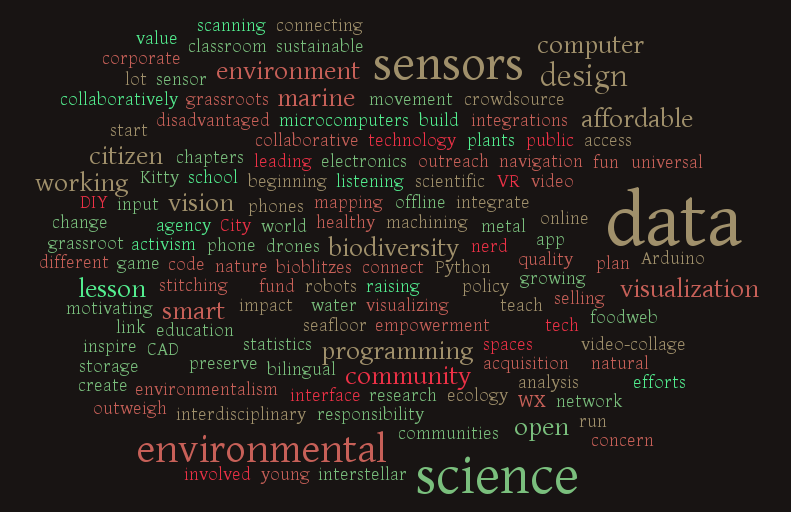 scanning connecting
value classroom sustainable
corporate sensors computer
lot sensor environment design
collaboratively grassroots marine movement crowdsource
disadvantaged microcomputers build integrations affordable
start collaborative technology plants public access
citizen chapters leading electronics outreach navigation fun universal
working Kitty school beginning listening scientific VR video
DIY input vision phones mapping offline integrate data
change agency City world healthy machining metal online
grassroot activism phone drones biodiversity nerd app
different game code nature bioblitzes connect Python quality plan Arduino
lesson stitching fund robots raising policy growing visualization
motivating smart impact water visualizing teach selling
link education seafloor empowerment tech foodweb
inspire CAD statistics programming spaces video-collage
storage preserve bilingual community acquisition natural
create environmentalism interface research ecology analysis efforts
outweigh interdisciplinary responsibility WX network
environmental communities open run
concern
involved young interstellar science